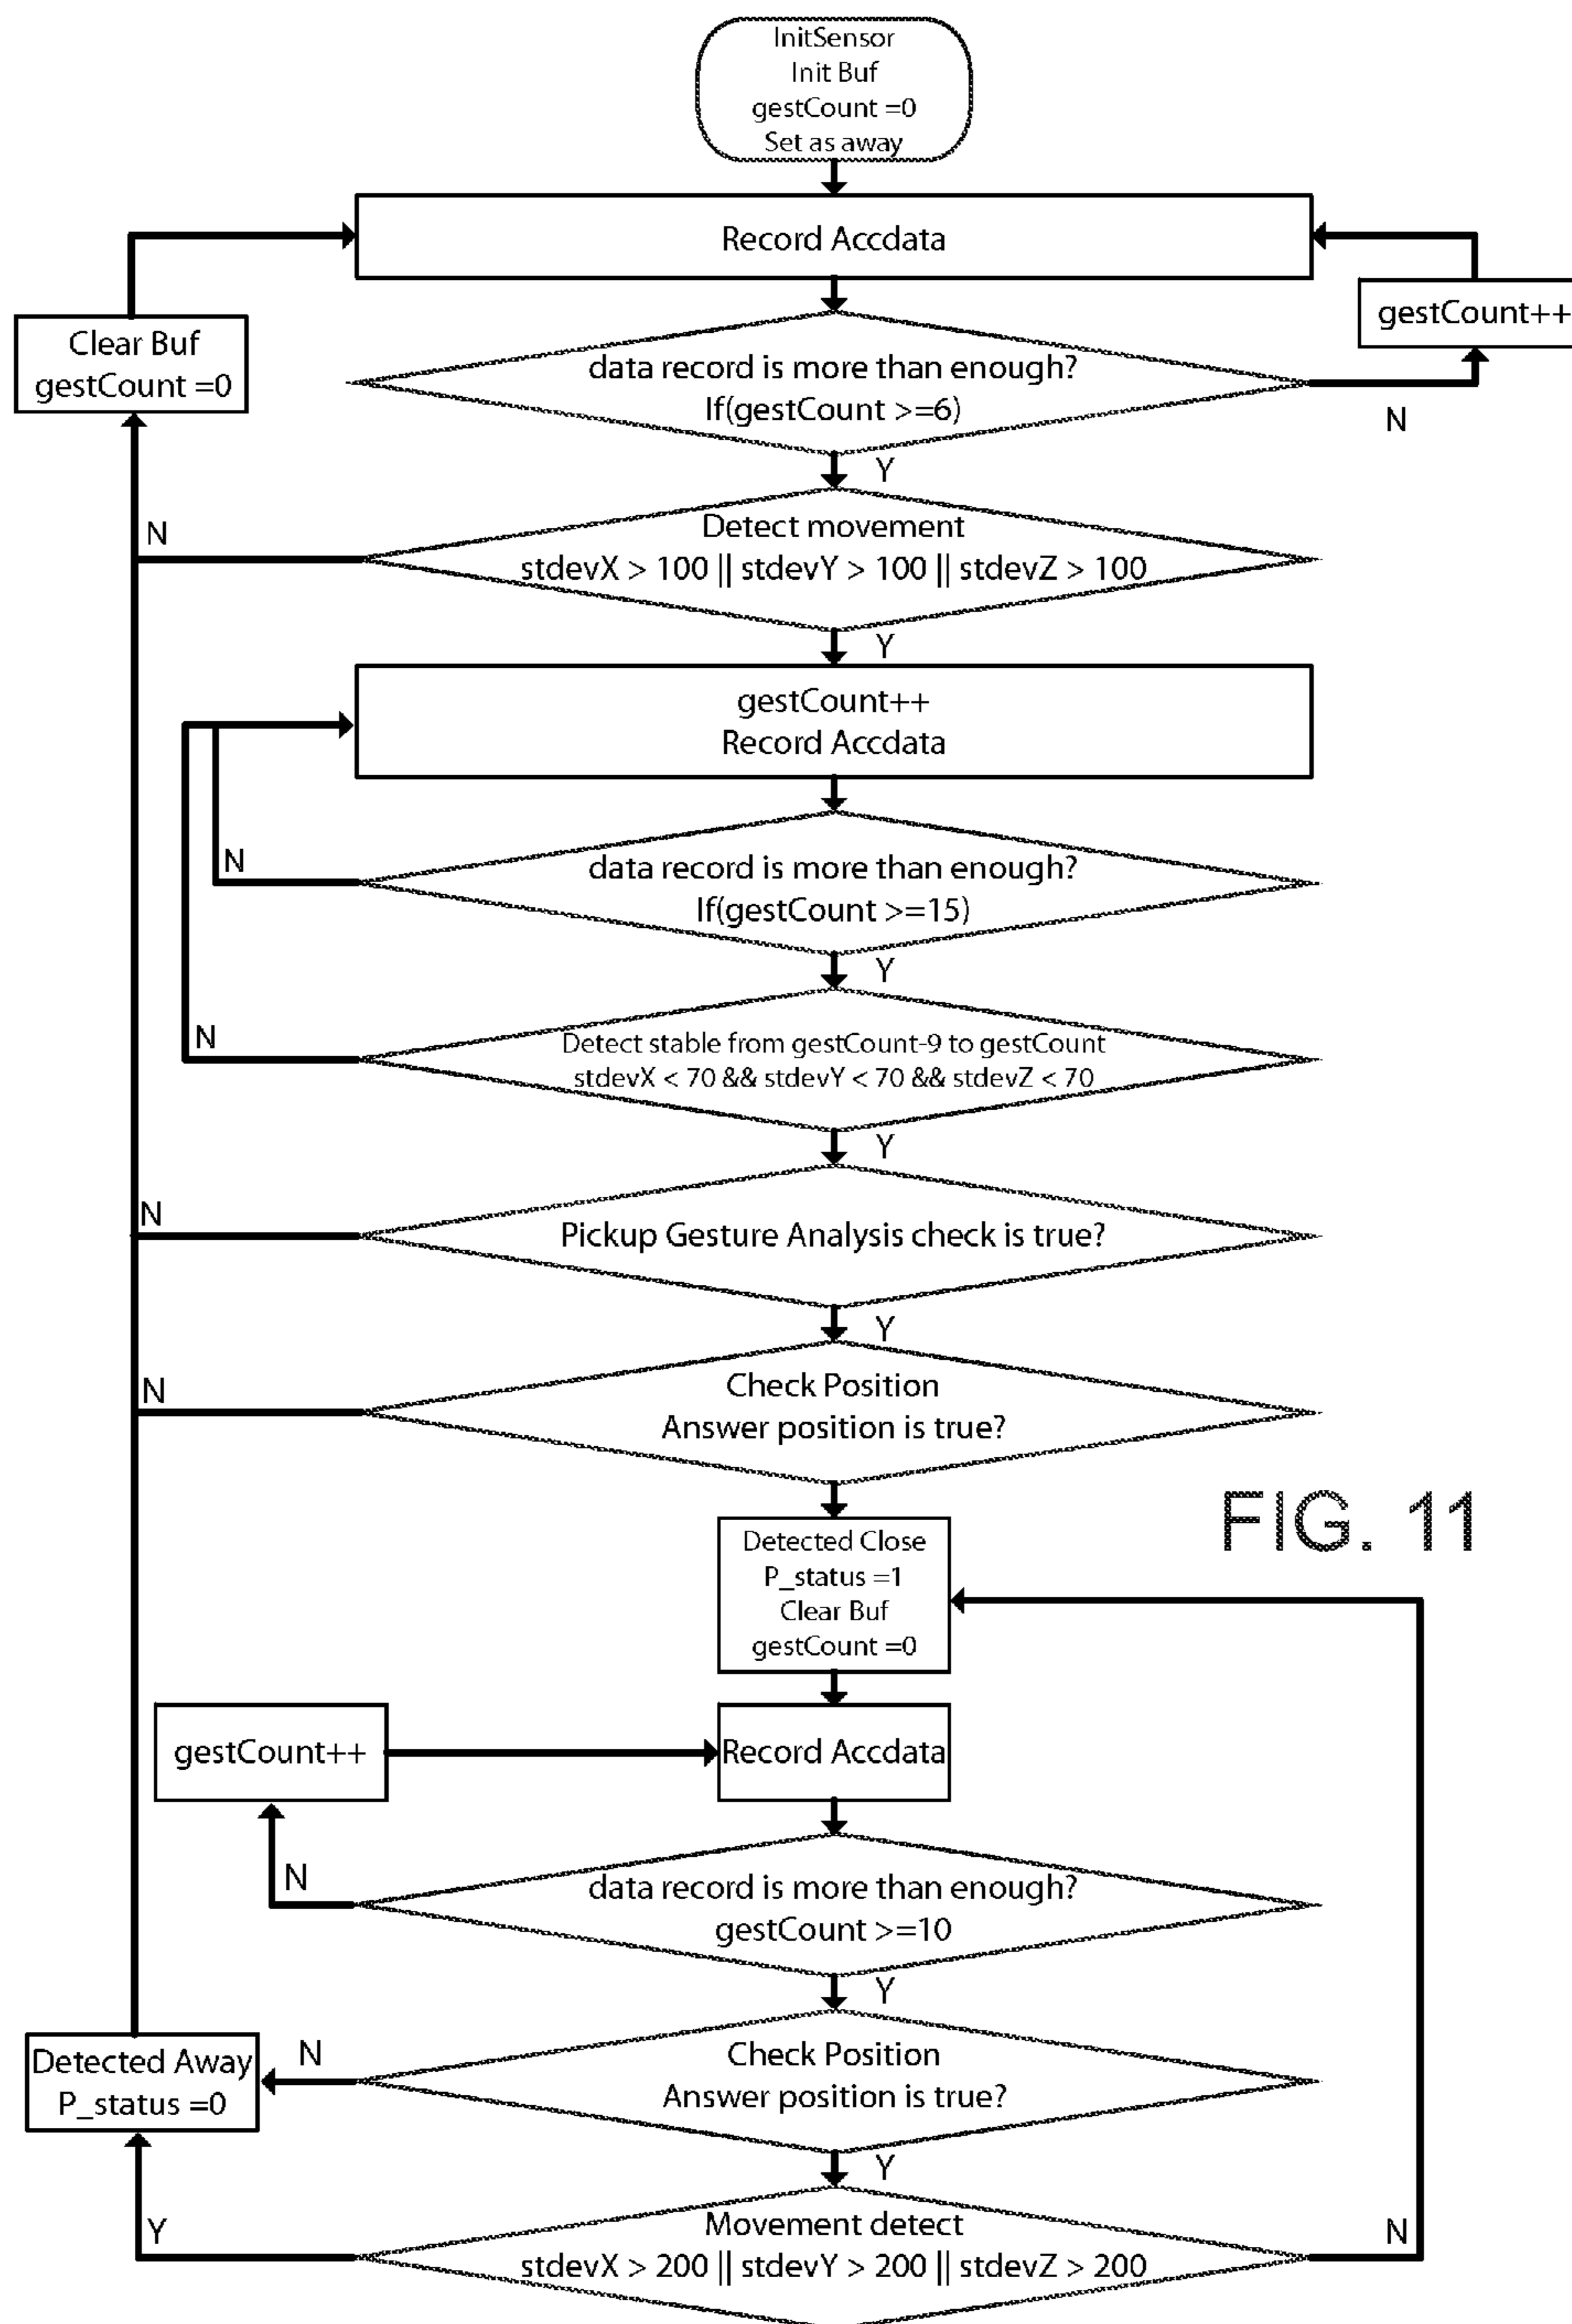 InitSensor
Init Buf
gestCount =0
Set as away
Record Accdata
gestCount++
Clear Buf
gestCount =0
data record is more than enough?
If(gestCount >=6)
N
Y
N
Detect movement
stdevX > 100 || stdevY > 100 || stdevZ > 100
Y
gestCount++
Record Accdata
N
data record is more than enough?
If(gestCount >=15)
Y
N
Detect stable from gestCount-9 to gestCount
stdevX < 70 && stdevY < 70 && stdevZ < 70
Y
N
Pickup Gesture Analysis check is true?
Y
N
Check Position
Answer position is true?
FIG. 11
Detected Close
P_status =1
Clear Buf
gestCount =0
gestCount++
Record Accdata
N
data record is more than enough?
gestCount >=10
Y
Detected Away
P_status =0
N
Check Position
Answer position is true?
Y
Y
Movement detect
stdevX > 200 || stdevY > 200 || stdevZ > 200
N